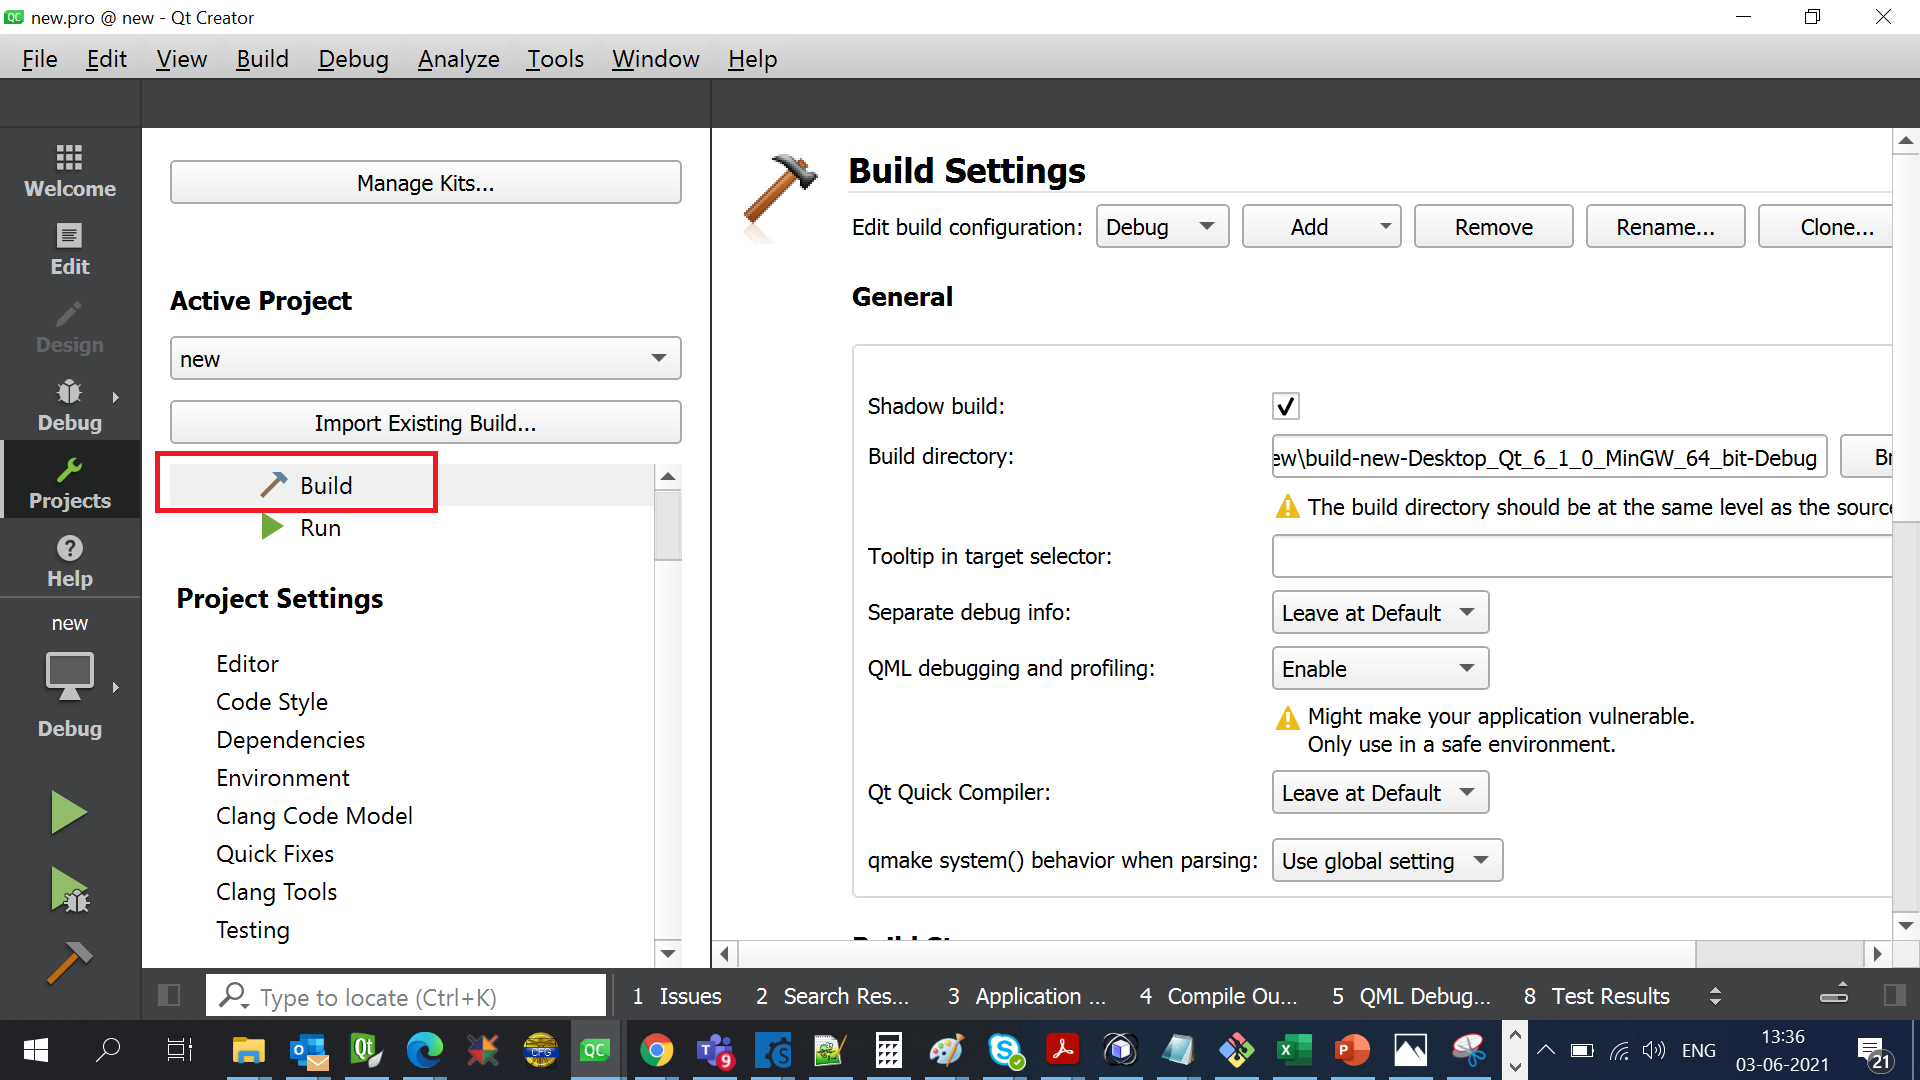 QC new.pro @ new - Qt Creator
File Edit View Build Debug Analyze Tools Window Help
Welcome
Edit
Design
Debug
Projects
Help
new
Debug
Manage Kits...
Active Project
new
Import Existing Build...
Build
Run
Project Settings
Editor
Code Style
Dependencies
Environment
Clang Code Model
Quick Fixes
Clang Tools
Testing
Build Settings
Edit build configuration: Debug Add Remove Rename... Clone...
General
Shadow build:
Build directory: ew\build-new-Desktop_Qt_6_1_0_MinGW_64_bit-Debug
The build directory should be at the same level as the source
Tooltip in target selector:
Separate debug info: Leave at Default
QML debugging and profiling: Enable
Might make your application vulnerable.
Only use in a safe environment.
Qt Quick Compiler: Leave at Default
qmake system() behavior when parsing: Use global setting
Type to locate (Ctrl+K) 1 Issues 2 Search Res... 3 Application ... 4 Compile Ou... 5 QML Debug... 8 Test Results
CFG QC 9 ENG 13:36
03-06-2021 21